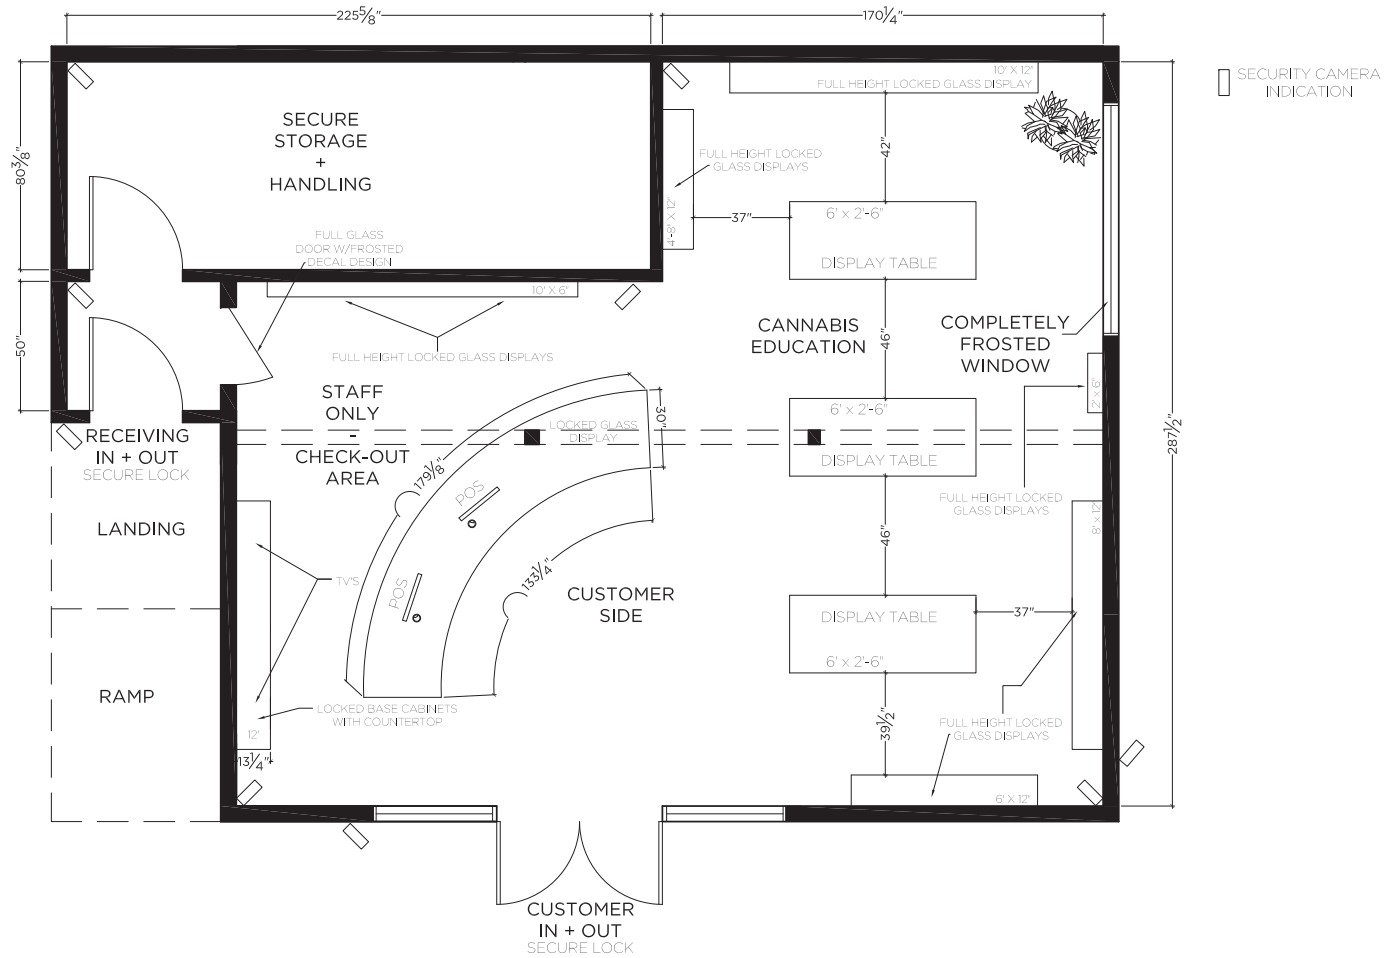 225⅝"
170¼"
SECURITY CAMERA
INDICATION
10' X 12"
FULL HEIGHT LOCKED GLASS DISPLAY
80⅜"
SECURE
STORAGE
+
HANDLING
42"
FULL HEIGHT LOCKED
GLASS DISPLAYS
4'-8" X 12"
37"
6' x 2'-6"
DISPLAY TABLE
FULL GLASS
DOOR W/FROSTED
DECAL DESIGN
10' X 6"
50"
FULL HEIGHT LOCKED GLASS DISPLAYS
CANNABIS
EDUCATION
46"
COMPLETELY
FROSTED
WINDOW
2' x 6"
STAFF
ONLY
-
CHECK-OUT
AREA
30"
LOCKED GLASS
DISPLAY
6' x 2'-6"
DISPLAY TABLE
287½"
RECEIVING
IN + OUT
SECURE LOCK
179⅛"
POS
FULL HEIGHT LOCKED
GLASS DISPLAYS
8' x 12"
LANDING
46"
TV'S
POS
133¼"
CUSTOMER
SIDE
DISPLAY TABLE
6' x 2'-6"
37"
RAMP
LOCKED BASE CABINETS
WITH COUNTERTOP
12'
13¼"
39½"
FULL HEIGHT LOCKED
GLASS DISPLAYS
6' X 12"
CUSTOMER
IN + OUT
SECURE LOCK